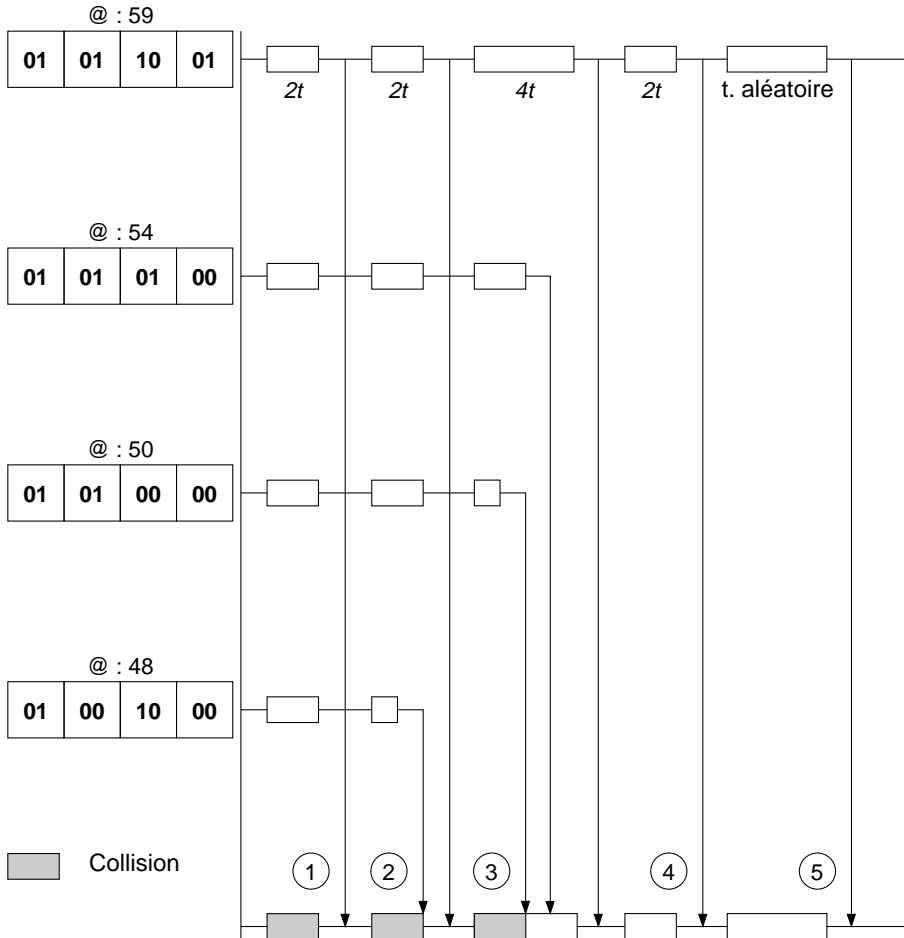 @ : 59
01 01 10 01
2t 2t 4t 2t t. aléatoire
@ : 54
01 01 01 00
@ : 50
01 01 00 00
@ : 48
01 00 10 00
Collision 1 2 3 4 5